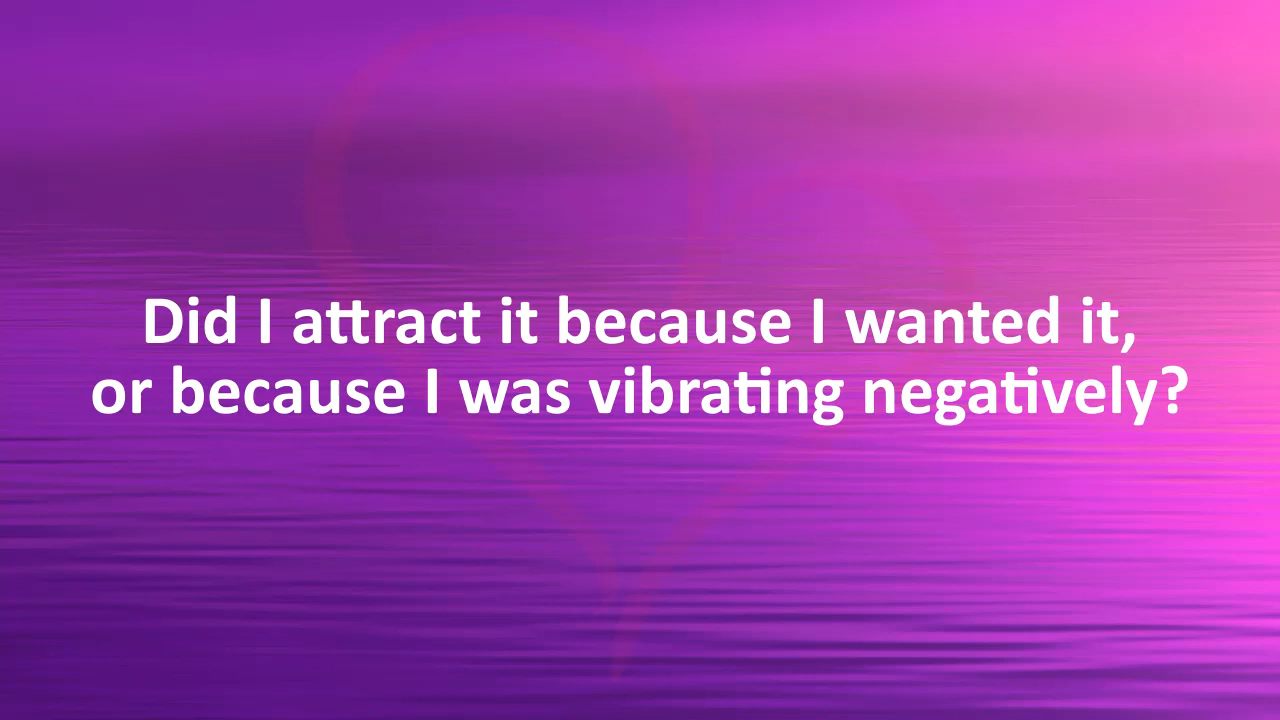 Did I attract it because I wanted it,
or because I was vibrating negatively?